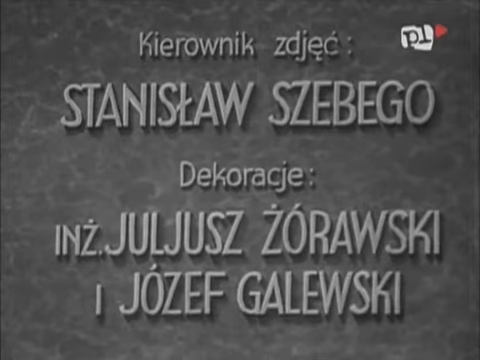 Kierownik zdjęć:
STANISŁAW SZEBEGO
Dekoracje:
INŻ. JULJUSZ ŻÓRAWSKI
I JÓZEF GALEWSKI